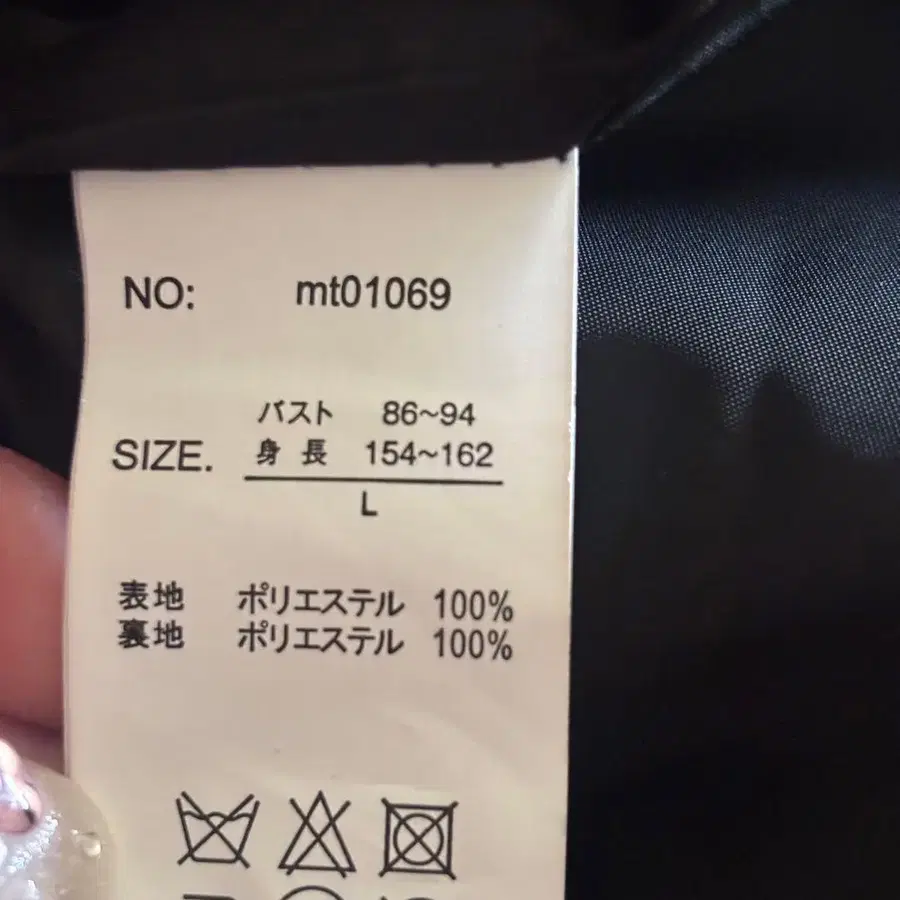 NO: mt01069
バスト 86~94
SIZE. 身長 154~162
L
表地 ポリエステル 100%
裏地 ポリエステル 100%